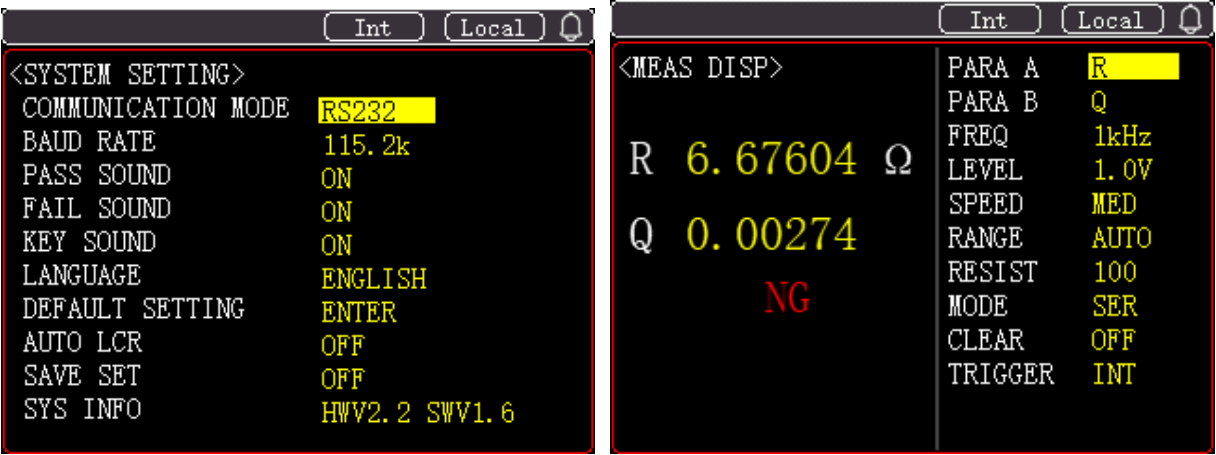 Int Local
<SYSTEM SETTING>
COMMUNICATION MODE RS232
BAUD RATE 115.2k
PASS SOUND ON
FAIL SOUND ON
KEY SOUND ON
LANGUAGE ENGLISH
DEFAULT SETTING ENTER
AUTO LCR OFF
SAVE SET OFF
SYS INFO HWV2.2 SWV1.6
Int Local
<MEAS DISP>
R 6.67604 Ω
Q 0.00274
NG
PARA A R
PARA B Q
FREQ 1kHz
LEVEL 1.0V
SPEED MED
RANGE AUTO
RESIST 100
MODE SER
CLEAR OFF
TRIGGER INT